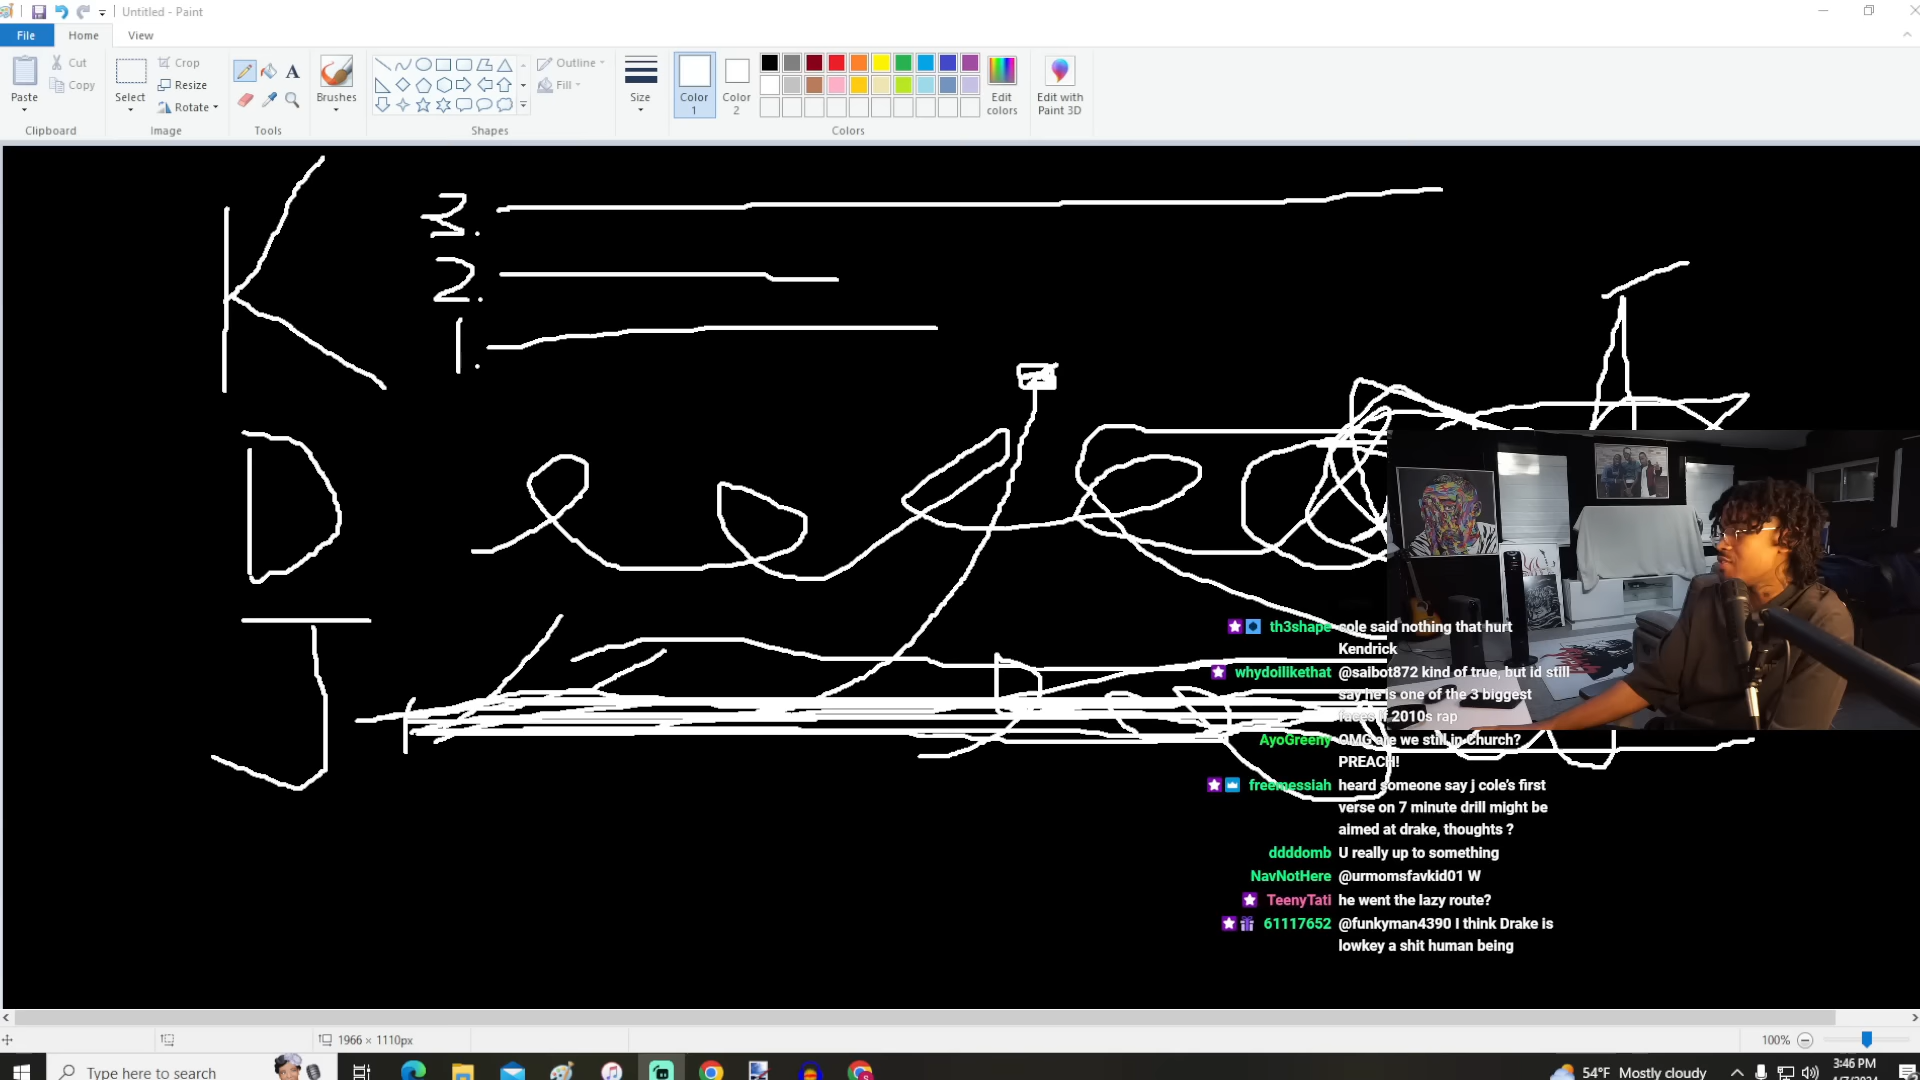 Untitled - Paint
File Home View
Paste
Cut
Copy
Clipboard
Select
Crop
Resize
Rotate
Image
Tools
Brushes
Shapes
Outline
Fill
Size
Color 1
Color 2
Colors
Edit colors
Edit with Paint 3D
K
3.
2.
1.
D
J
th3shape cole said nothing that hurt
Kendrick
whydoilikethat @saibot872 kind of true, but id still
say he is one of the 3 biggest
faces if 2010s rap
AyoGreeny OMG are we still in Church?
PREACH!
freemessiah heard someone say j cole's first
verse on 7 minute drill might be
aimed at drake, thoughts ?
ddddomb U really up to something
NavNotHere @urmomsfavkid01 W
TeenyTati he went the lazy route?
61117652 @funkyman4390 I think Drake is
lowkey a shit human being
1966 × 1110px
100%
Type here to search
54°F Mostly cloudy
3:46 PM